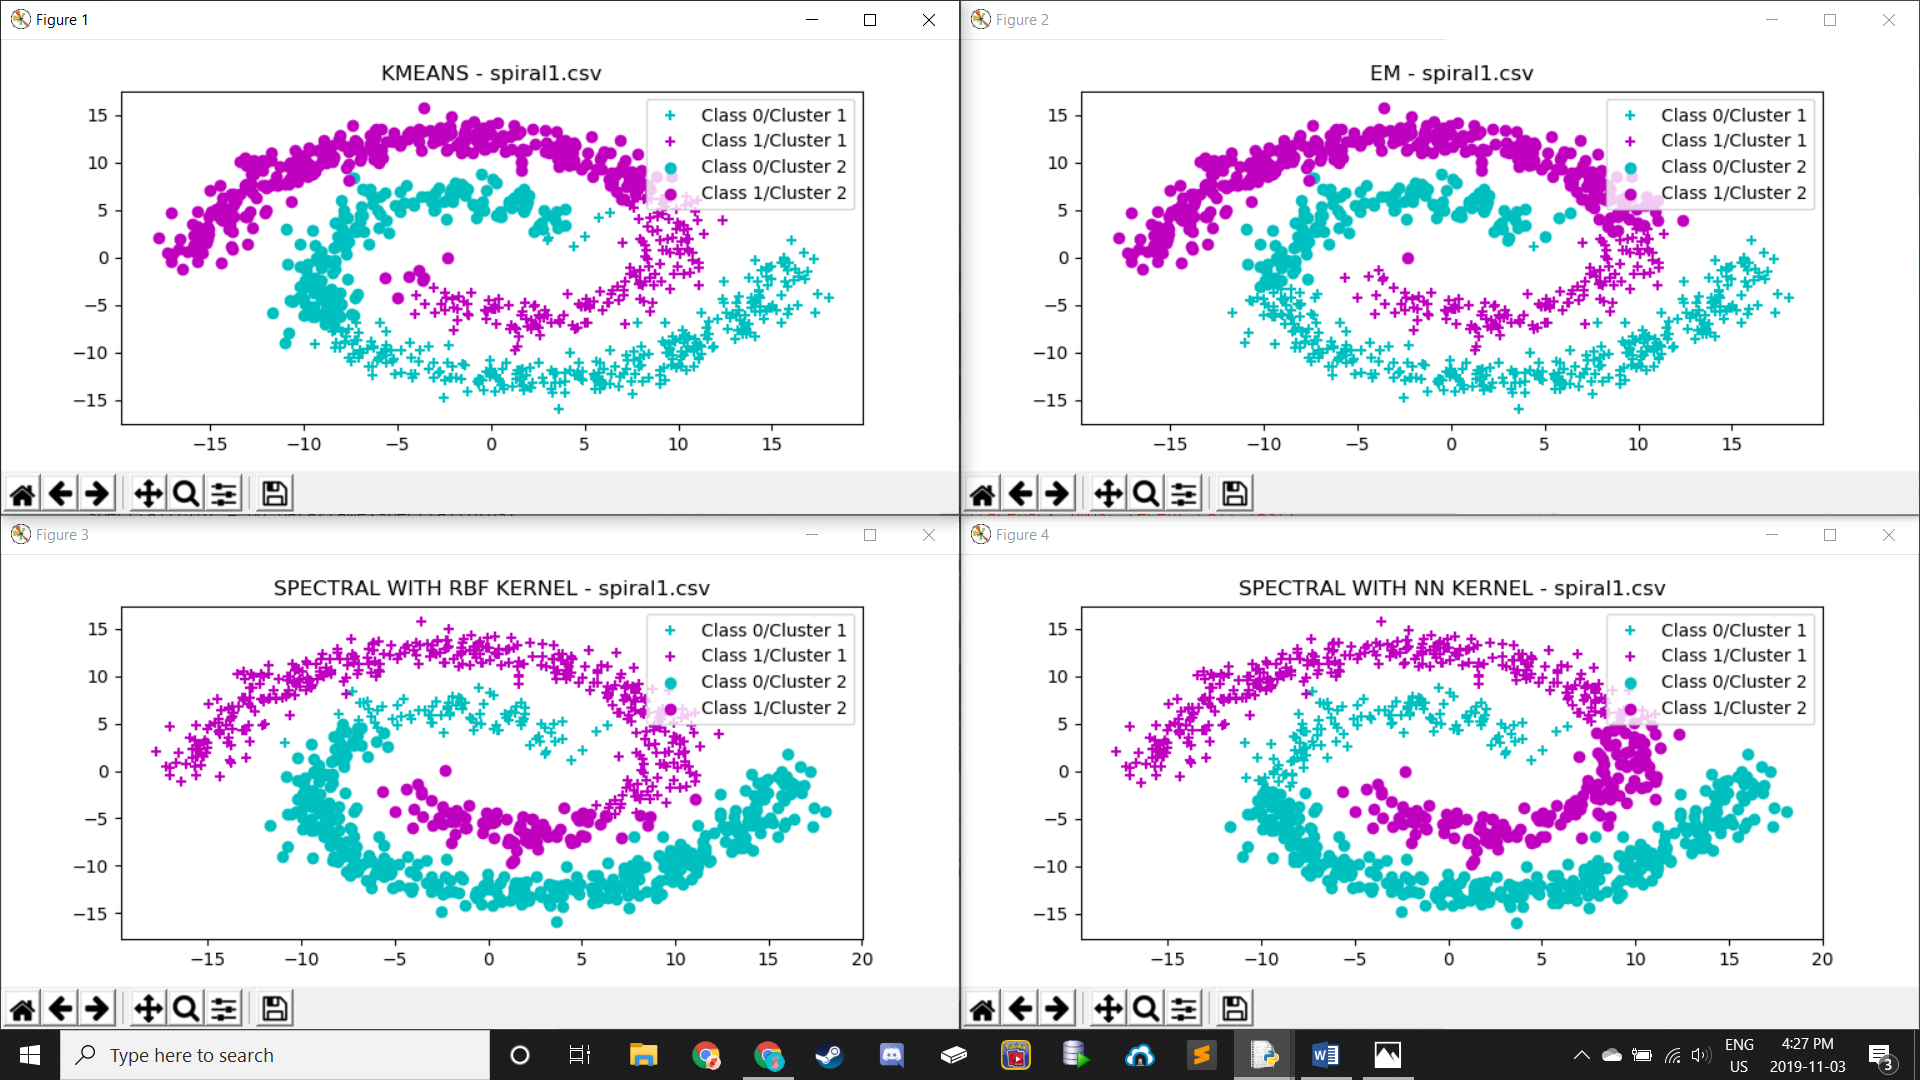 Figure 1
KMEANS - spiral1.csv
Class 0/Cluster 1
Class 1/Cluster 1
Class 0/Cluster 2
Class 1/Cluster 2
15
10
5
0
−5
−10
−15
−15 −10 −5 0 5 10 15
Figure 2
EM - spiral1.csv
Class 0/Cluster 1
Class 1/Cluster 1
Class 0/Cluster 2
Class 1/Cluster 2
15
10
5
0
−5
−10
−15
−15 −10 −5 0 5 10 15
Figure 3
SPECTRAL WITH RBF KERNEL - spiral1.csv
Class 0/Cluster 1
Class 1/Cluster 1
Class 0/Cluster 2
Class 1/Cluster 2
15
10
5
0
−5
−10
−15
−15 −10 −5 0 5 10 15 20
Figure 4
SPECTRAL WITH NN KERNEL - spiral1.csv
Class 0/Cluster 1
Class 1/Cluster 1
Class 0/Cluster 2
Class 1/Cluster 2
15
10
5
0
−5
−10
−15
−15 −10 −5 0 5 10 15 20
Type here to search
ENG
US
4:27 PM
2019-11-03
3